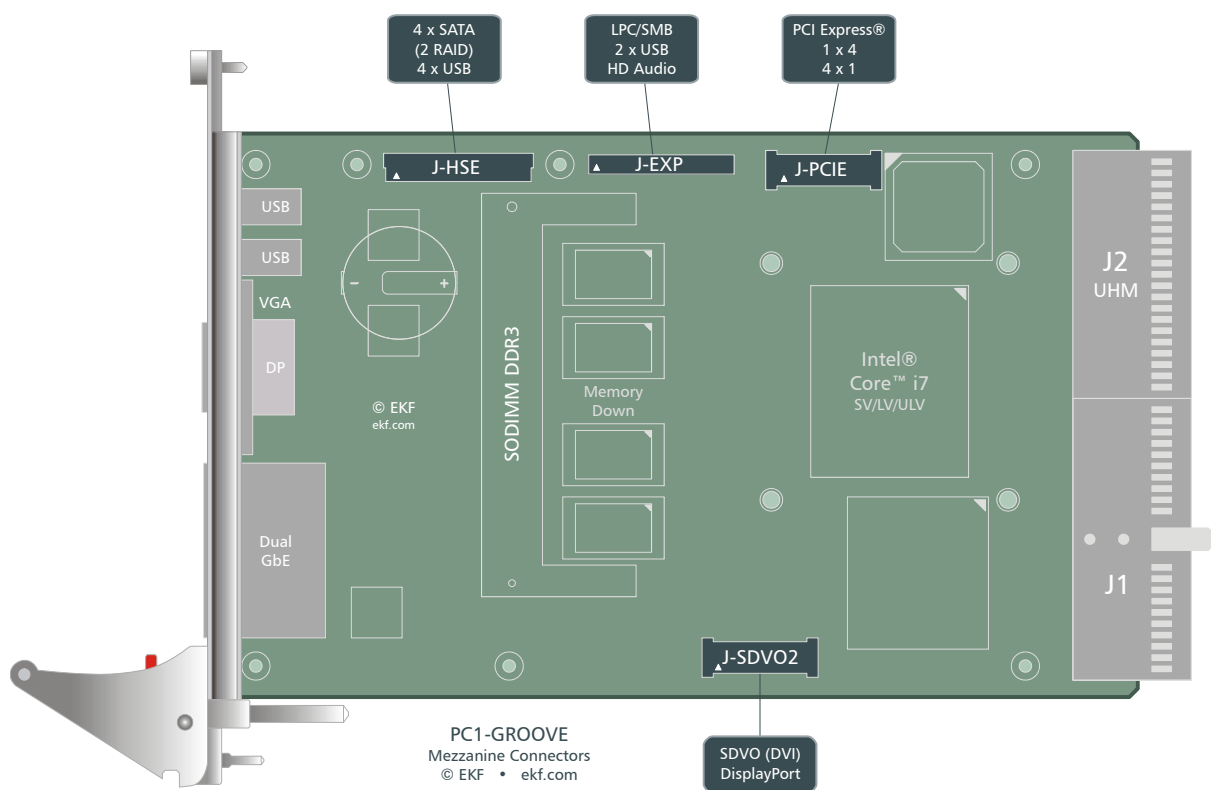 4 x SATA
(2 RAID)
4 x USB
LPC/SMB
2 x USB
HD Audio
PCI Express®
1 x 4
4 x 1
J-HSE
J-EXP
J-PCIE
USB
USB
VGA
DP
Dual
GbE
- +
© EKF
ekf.com
SODIMM DDR3
Memory
Down
Intel®
Core™ i7
SV/LV/ULV
J2
UHM
J1
J-SDVO2
SDVO (DVI)
DisplayPort
PC1-GROOVE
Mezzanine Connectors
© EKF • ekf.com